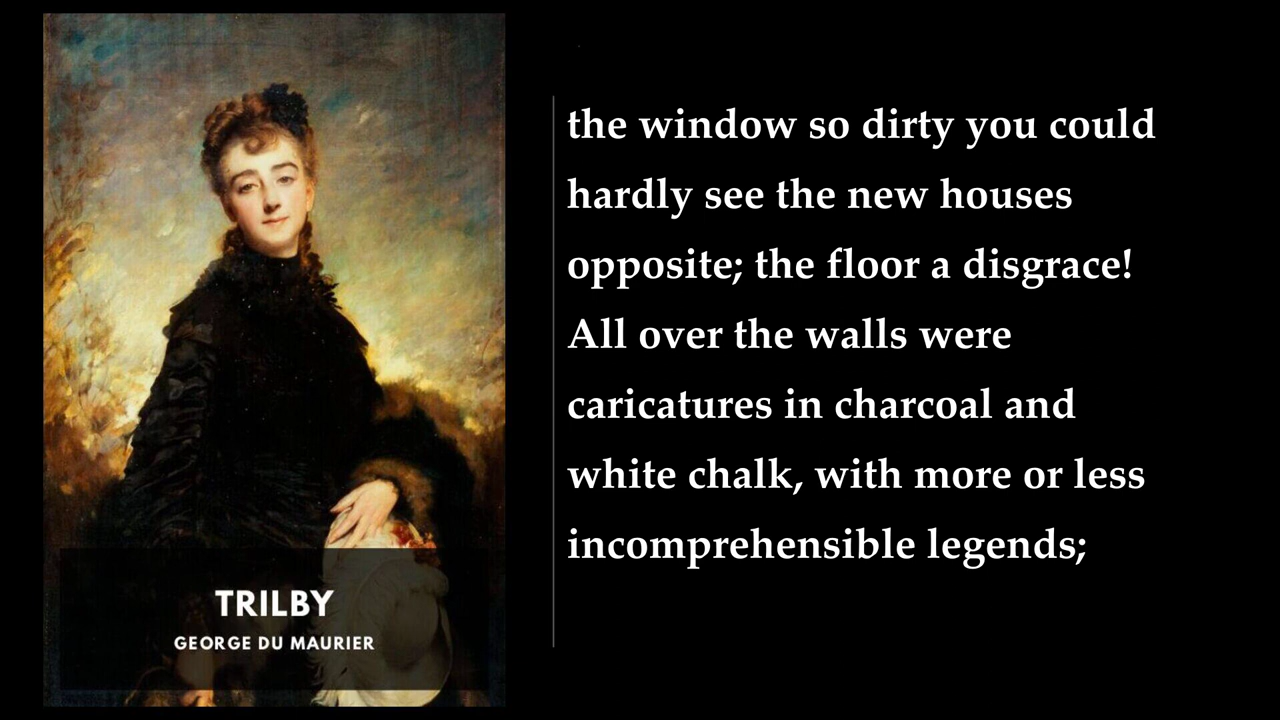 TRILBY
GEORGE DU MAURIER
the window so dirty you could
hardly see the new houses
opposite; the floor a disgrace!
All over the walls were
caricatures in charcoal and
white chalk, with more or less
incomprehensible legends;